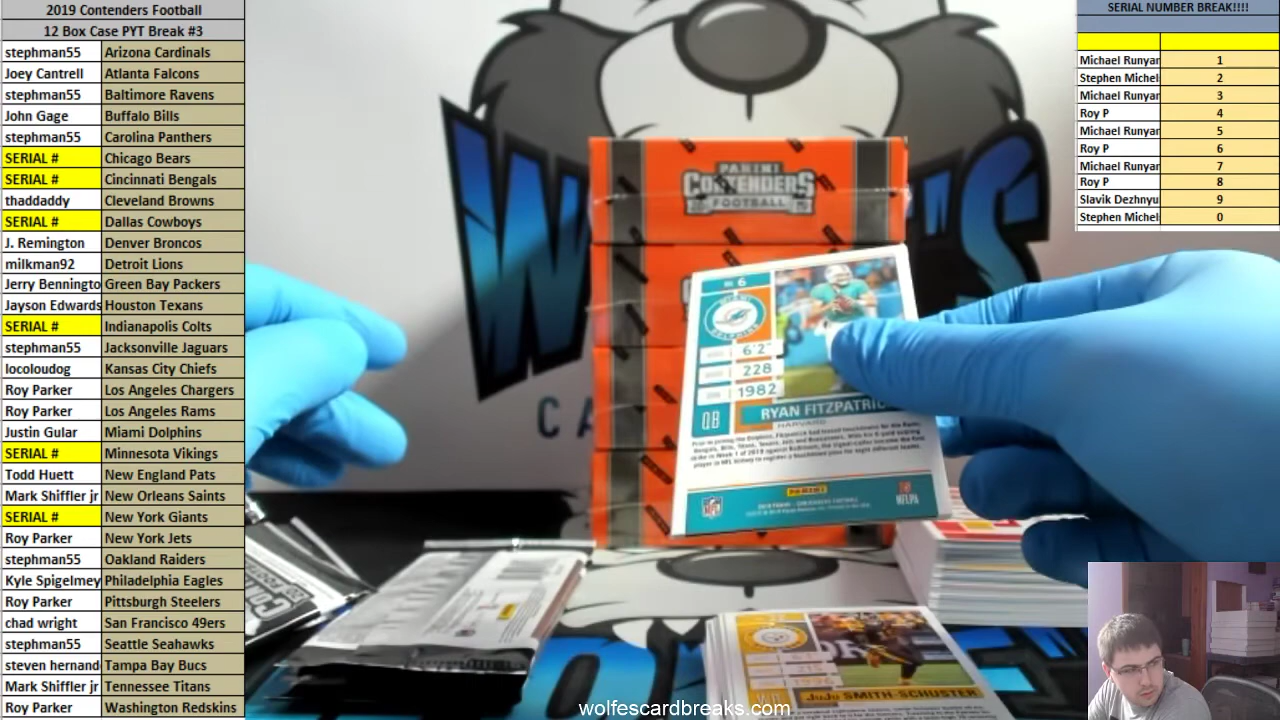 2019 Contenders Football
12 Box Case PYT Break #3
stephman55 Arizona Cardinals
Joey Cantrell Atlanta Falcons
stephman55 Baltimore Ravens
John Gage Buffalo Bills
stephman55 Carolina Panthers
SERIAL # Chicago Bears
SERIAL # Cincinnati Bengals
thaddaddy Cleveland Browns
SERIAL # Dallas Cowboys
J. Remington Denver Broncos
milkman92 Detroit Lions
Jerry Benningto Green Bay Packers
Jayson Edwards Houston Texans
SERIAL # Indianapolis Colts
stephman55 Jacksonville Jaguars
locoloudog Kansas City Chiefs
Roy Parker Los Angeles Chargers
Roy Parker Los Angeles Rams
Justin Gular Miami Dolphins
SERIAL # Minnesota Vikings
Todd Huett New England Pats
Mark Shiffler jr New Orleans Saints
SERIAL # New York Giants
Roy Parker New York Jets
stephman55 Oakland Raiders
Kyle Spigelmey Philadelphia Eagles
Roy Parker Pittsburgh Steelers
chad wright San Francisco 49ers
stephman55 Seattle Seahawks
steven hernand Tampa Bay Bucs
Mark Shiffler jr Tennessee Titans
Roy Parker Washington Redskins
SERIAL NUMBER BREAK!!!!
Michael Runyar 1
Stephen Michel 2
Michael Runyar 3
Roy P 4
Michael Runyar 5
Roy P 6
Michael Runyar 7
Roy P 8
Slavik Dezhnyu 9
Stephen Michel 0
PANINI
CONTENDERS
FOOTBALL
6
6'2"
228
1982
QB
RYAN FITZPATRIC
HARVARD
PANINI
NFL
NFLPA
1996
JuJu SMITH-SCHUSTER
wolfescardbreaks.com